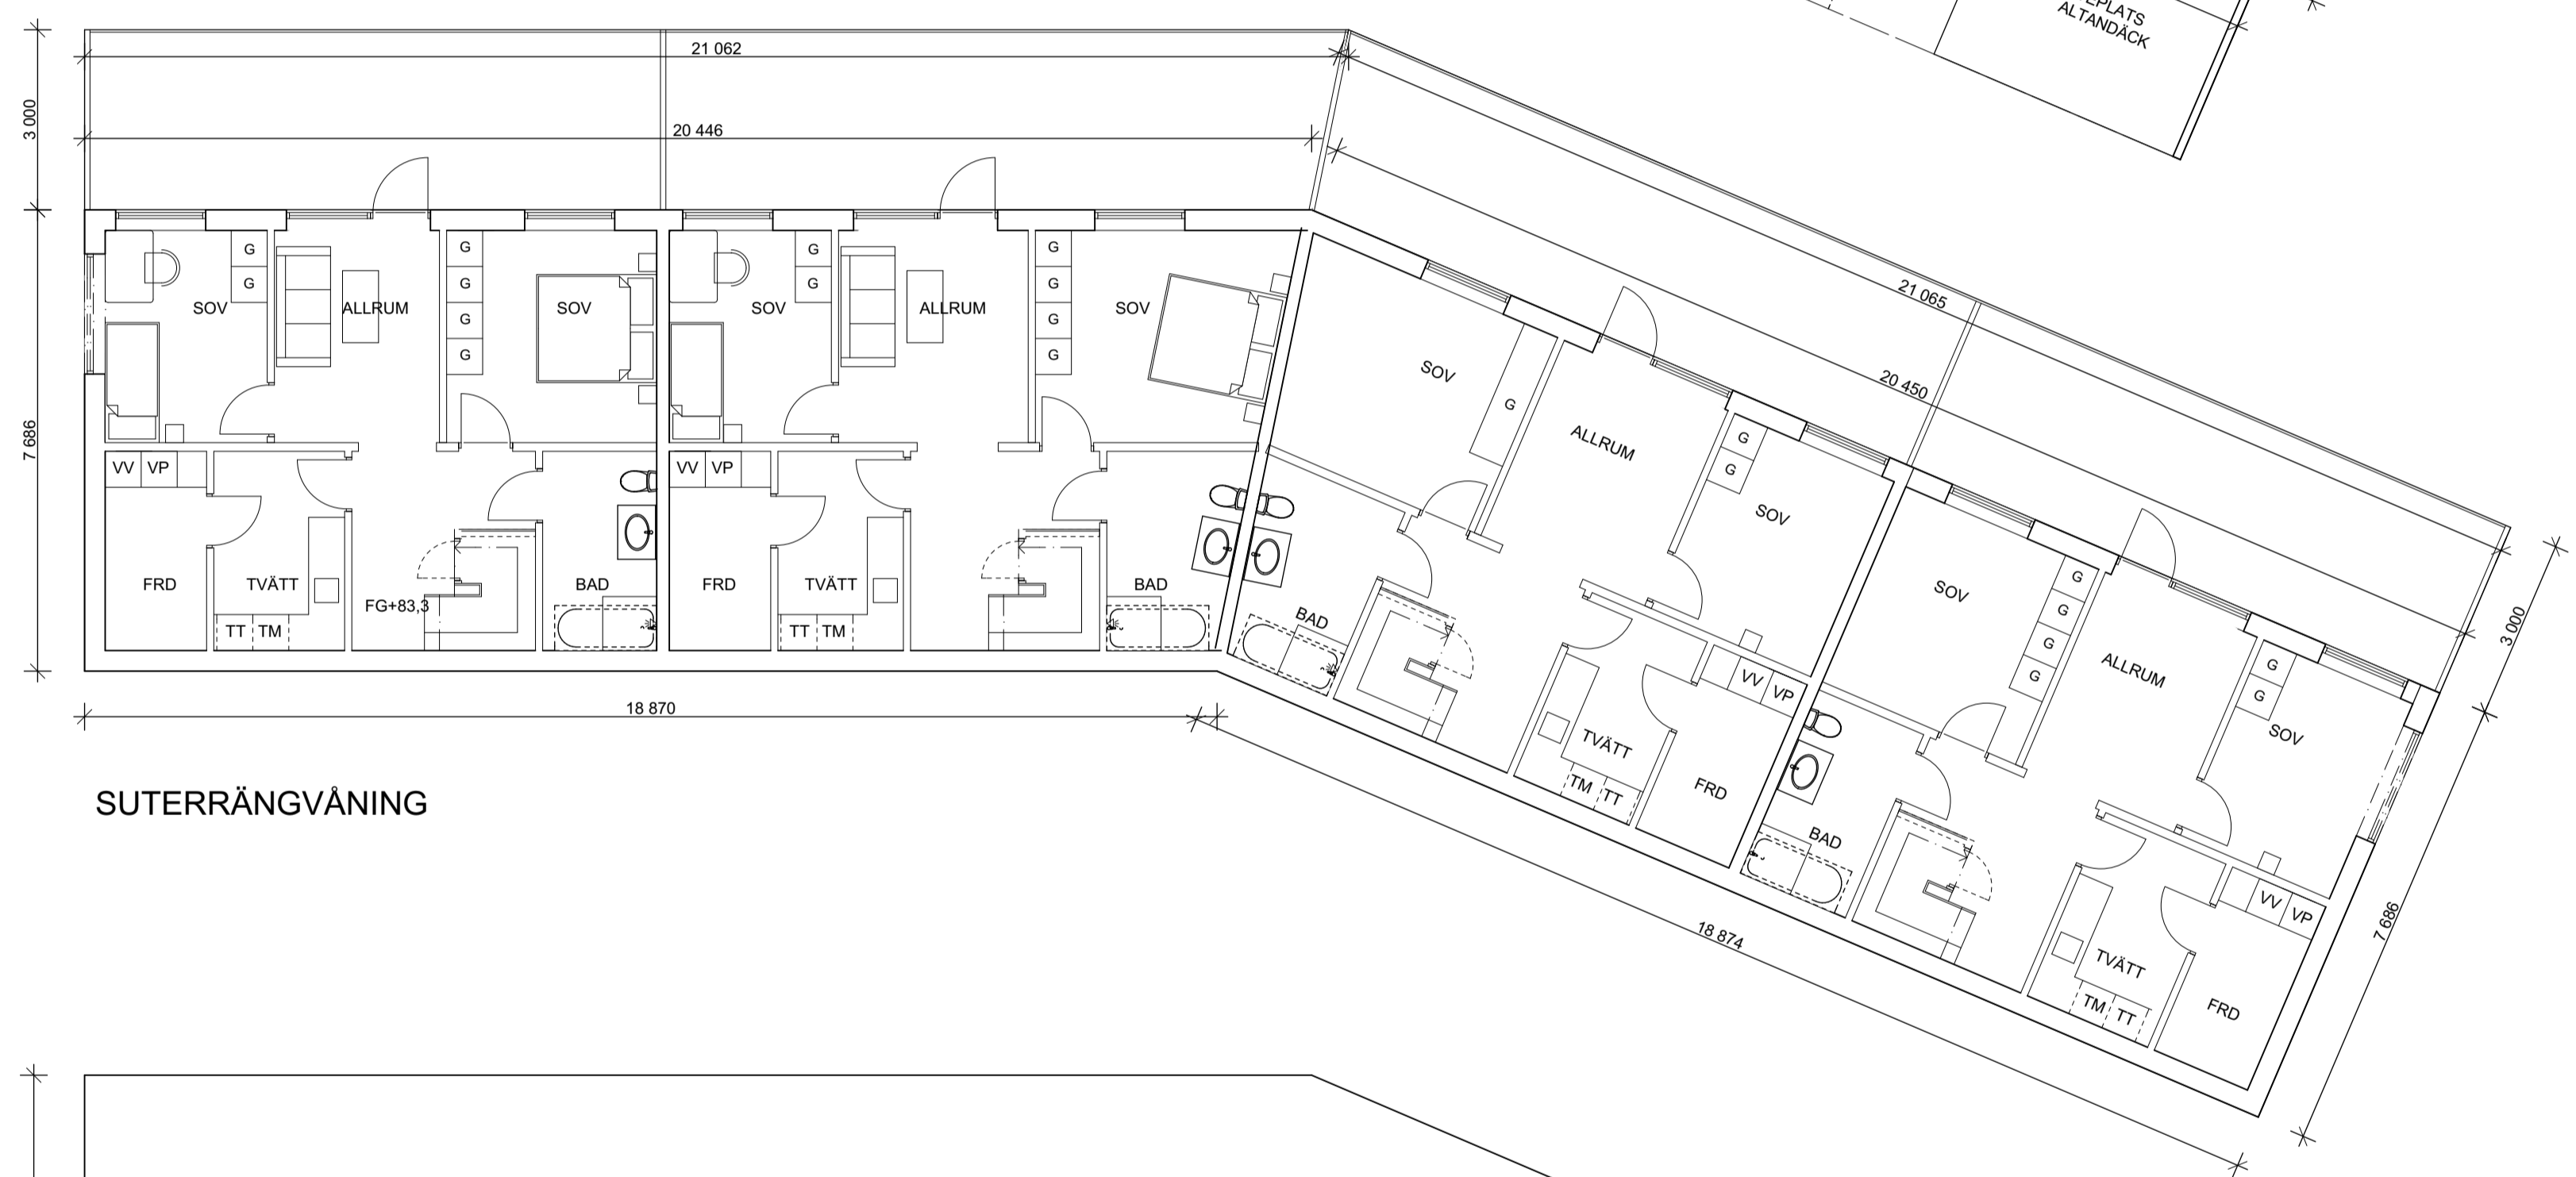 EPLATS
ALTANDÄCK
21 062
3 000
20 446
7 686
G
G
SOV
ALLRUM
G
G
G
G
SOV
G
G
SOV
ALLRUM
G
G
G
G
SOV
VV VP
FRD
TVÄTT
FG+83,3
TT TM
BAD
VV VP
FRD
TVÄTT
TT TM
BAD
21 065
20 450
SOV
G
ALLRUM
G
G
SOV
BAD
TVÄTT
TM TT
VV VP
FRD
SOV
G
G
G
G
ALLRUM
G
G
SOV
BAD
TVÄTT
TM TT
VV VP
FRD
3 000
7 686
18 870
18 874
SUTERRÄNGVÅNING